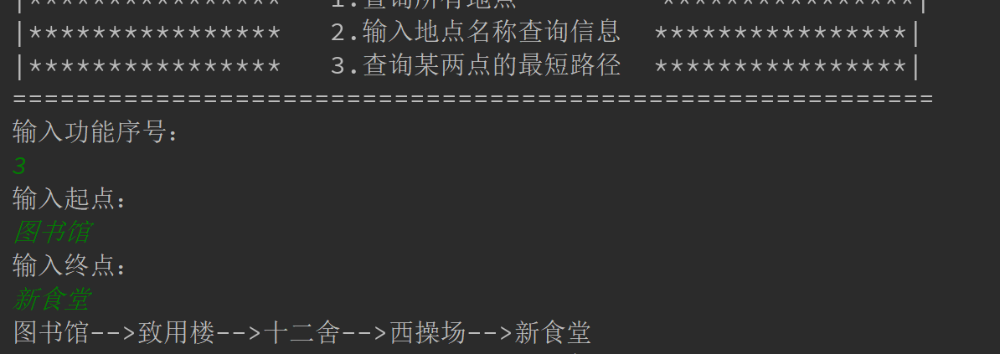 |**************** 1.查询所有地点 ****************|
|**************** 2.输入地点名称查询信息 ****************|
|**************** 3.查询某两点的最短路径 ****************|
==========================================================
输入功能序号：
3
输入起点：
图书馆
输入终点：
新食堂
图书馆-->致用楼-->十二舍-->西操场-->新食堂